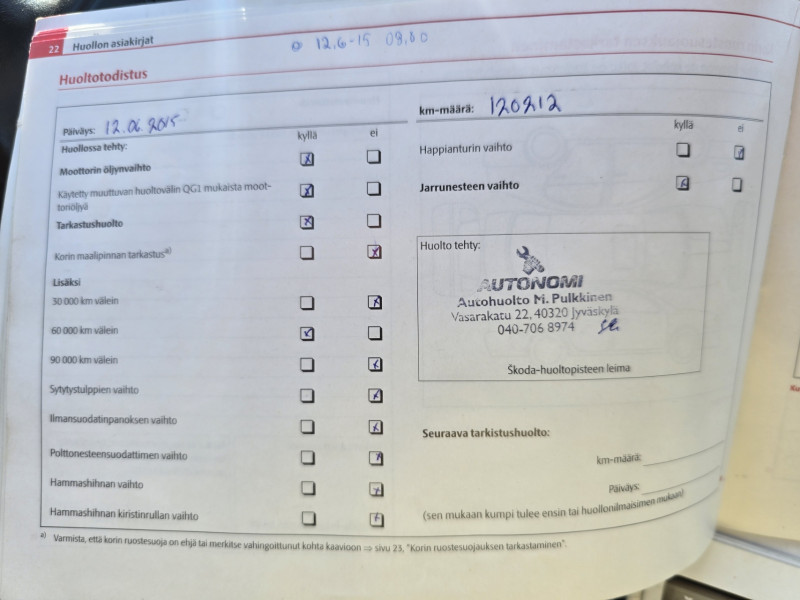 22 Huollon asiakirjat
12.6-15 09.00
Huoltotodistus
Päiväys: 12.06.2015
kyllä ei
Huollossa tehty:
Moottorin öljynvaihto
Käytetty muuttuvan huoltovälin QG1 mukaista moot-
toriöljyä
Tarkastushuolto
Korin maalipinnan tarkastus a)
Lisäksi
30 000 km välein
60 000 km välein
90 000 km välein
Sytytystulppien vaihto
Ilmansuodatinpanoksen vaihto
Polttonesteensuodattimen vaihto
Hammashihnan vaihto
Hammashihnan kiristinrullan vaihto
km-määrä: 120212
kyllä ei
Happianturin vaihto
Jarrunesteen vaihto
Huolto tehty:
AUTONOMI
Autohuolto M. Pulkkinen
Vasarakatu 22, 40320 Jyväskylä
040-706 8974
Škoda-huoltopisteen leima
Seuraava tarkistushuolto:
km-määrä:
Päiväys:
(sen mukaan kumpi tulee ensin tai huollonilmaisimen mukaan)
a) Varmista, että korin ruostesuoja on ehjä tai merkitse vahingoittunut kohta kaavioon ⇒ sivu 23, "Korin ruostesuojauksen tarkastaminen".